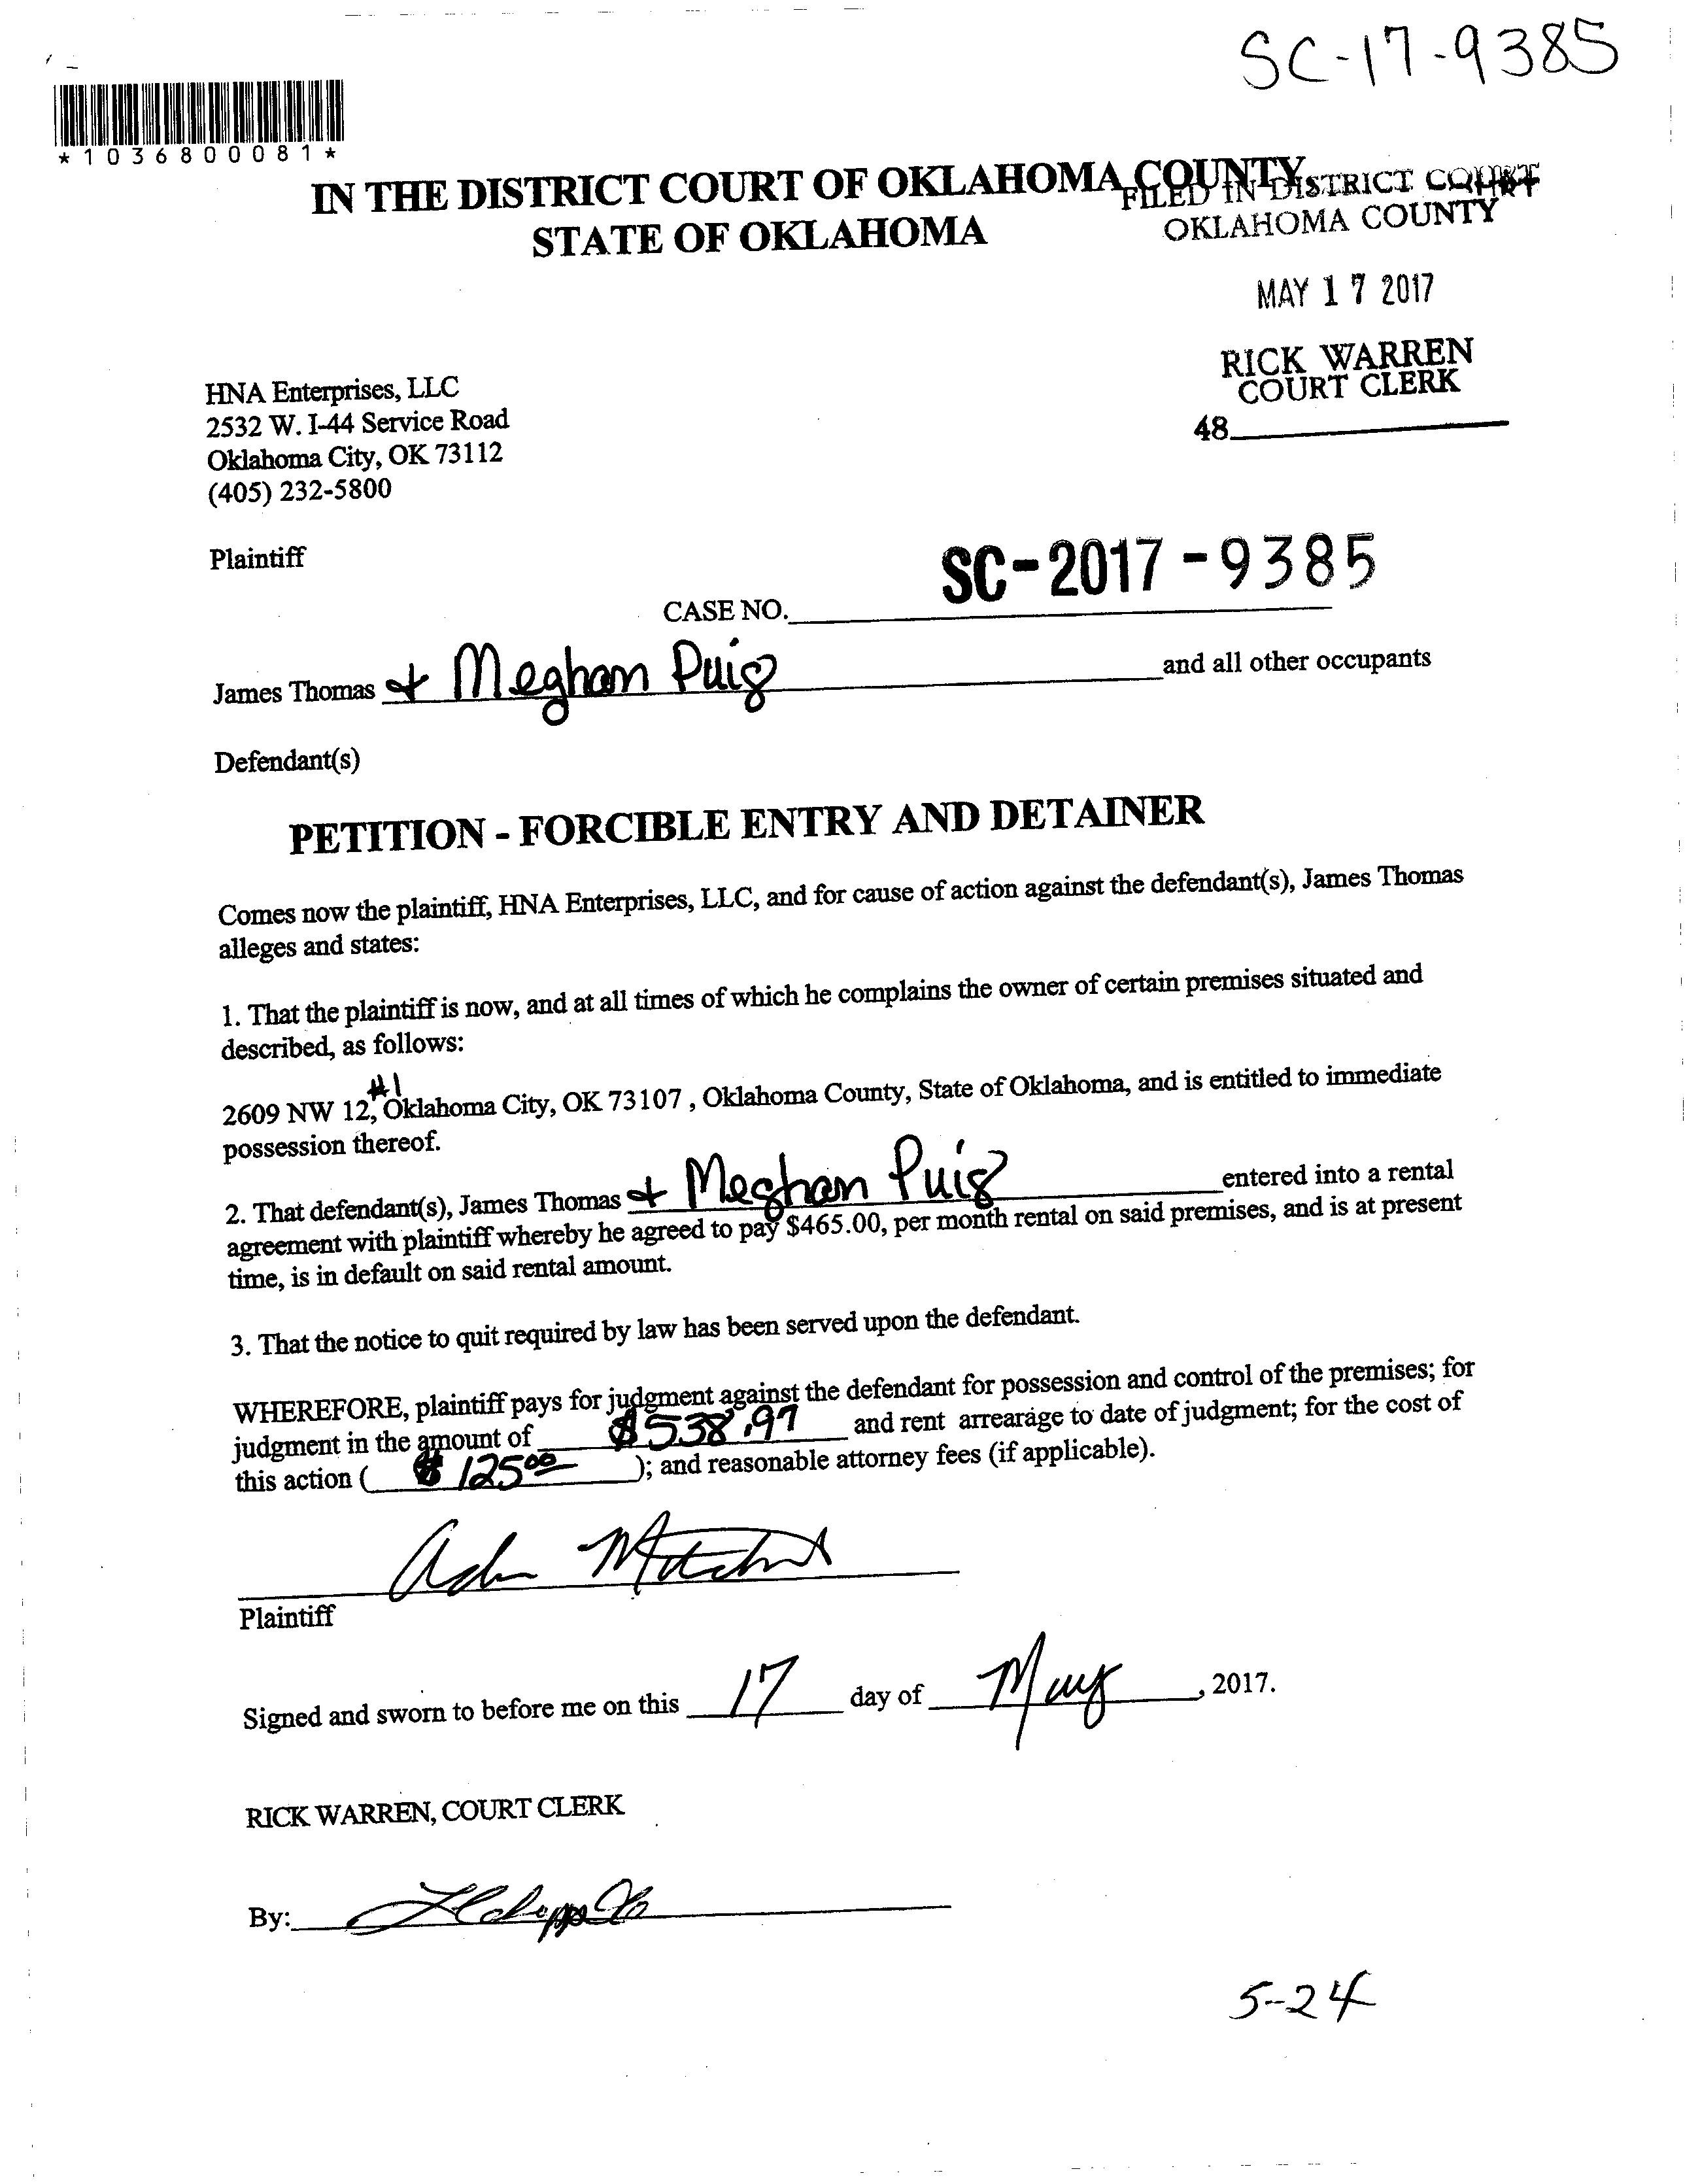 SC-17-9385
*1036800081*
IN THE DISTRICT COURT OF OKLAHOMA COUNTY
STATE OF OKLAHOMA
FILED IN DISTRICT COURT
OKLAHOMA COUNTY
MAY 17 2017
RICK WARREN
COURT CLERK
48
HNA Enterprises, LLC
2532 W. I-44 Service Road
Oklahoma City, OK 73112
(405) 232-5800
Plaintiff
CASE NO. SC-2017-9385
James Thomas + Meghan Puig and all other occupants
Defendant(s)
PETITION - FORCIBLE ENTRY AND DETAINER
Comes now the plaintiff, HNA Enterprises, LLC, and for cause of action against the defendant(s), James Thomas
alleges and states:
1. That the plaintiff is now, and at all times of which he complains the owner of certain premises situated and
described, as follows:
#1
2609 NW 12, Oklahoma City, OK 73107 , Oklahoma County, State of Oklahoma, and is entitled to immediate
possession thereof.
2. That defendant(s), James Thomas + Meghan Puig entered into a rental
agreement with plaintiff whereby he agreed to pay $465.00, per month rental on said premises, and is at present
time, is in default on said rental amount.
3. That the notice to quit required by law has been served upon the defendant.
WHEREFORE, plaintiff pays for judgment against the defendant for possession and control of the premises; for
judgment in the amount of $538.97 and rent arrearage to date of judgment; for the cost of
this action ( $125.00 ); and reasonable attorney fees (if applicable).
Plaintiff
Signed and sworn to before me on this 17 day of May, 2017.
RICK WARREN, COURT CLERK
By:
5-24